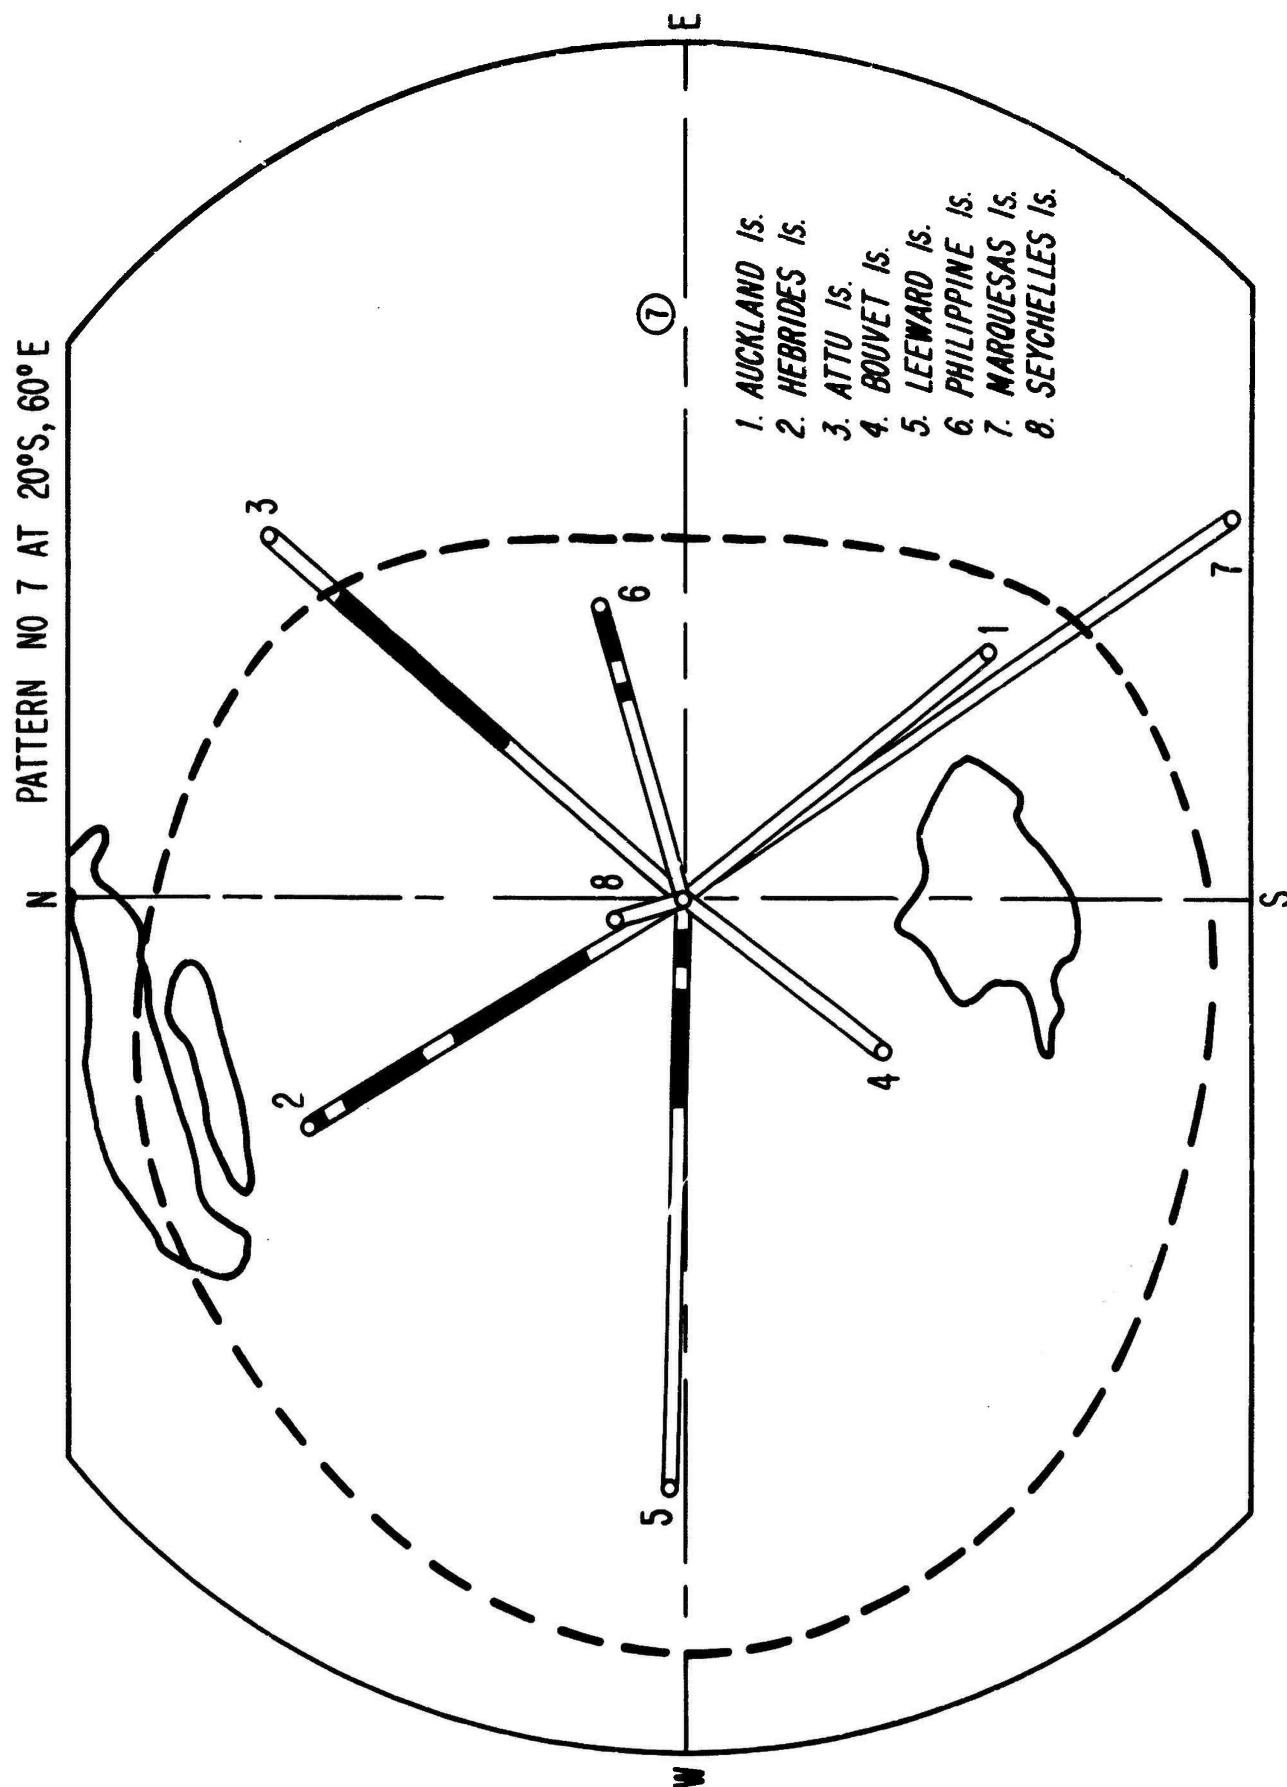 PATTERN NO 7 AT 20°S, 60°E
N
E
S
W
3
6
8
2
5
4
1
7
7
1. AUCKLAND Is.
2. HEBRIDES Is.
3. ATTU Is.
4. BOUVET Is.
5. LEEWARD Is.
6. PHILIPPINE Is.
7. MARQUESAS Is.
8. SEYCHELLES Is.